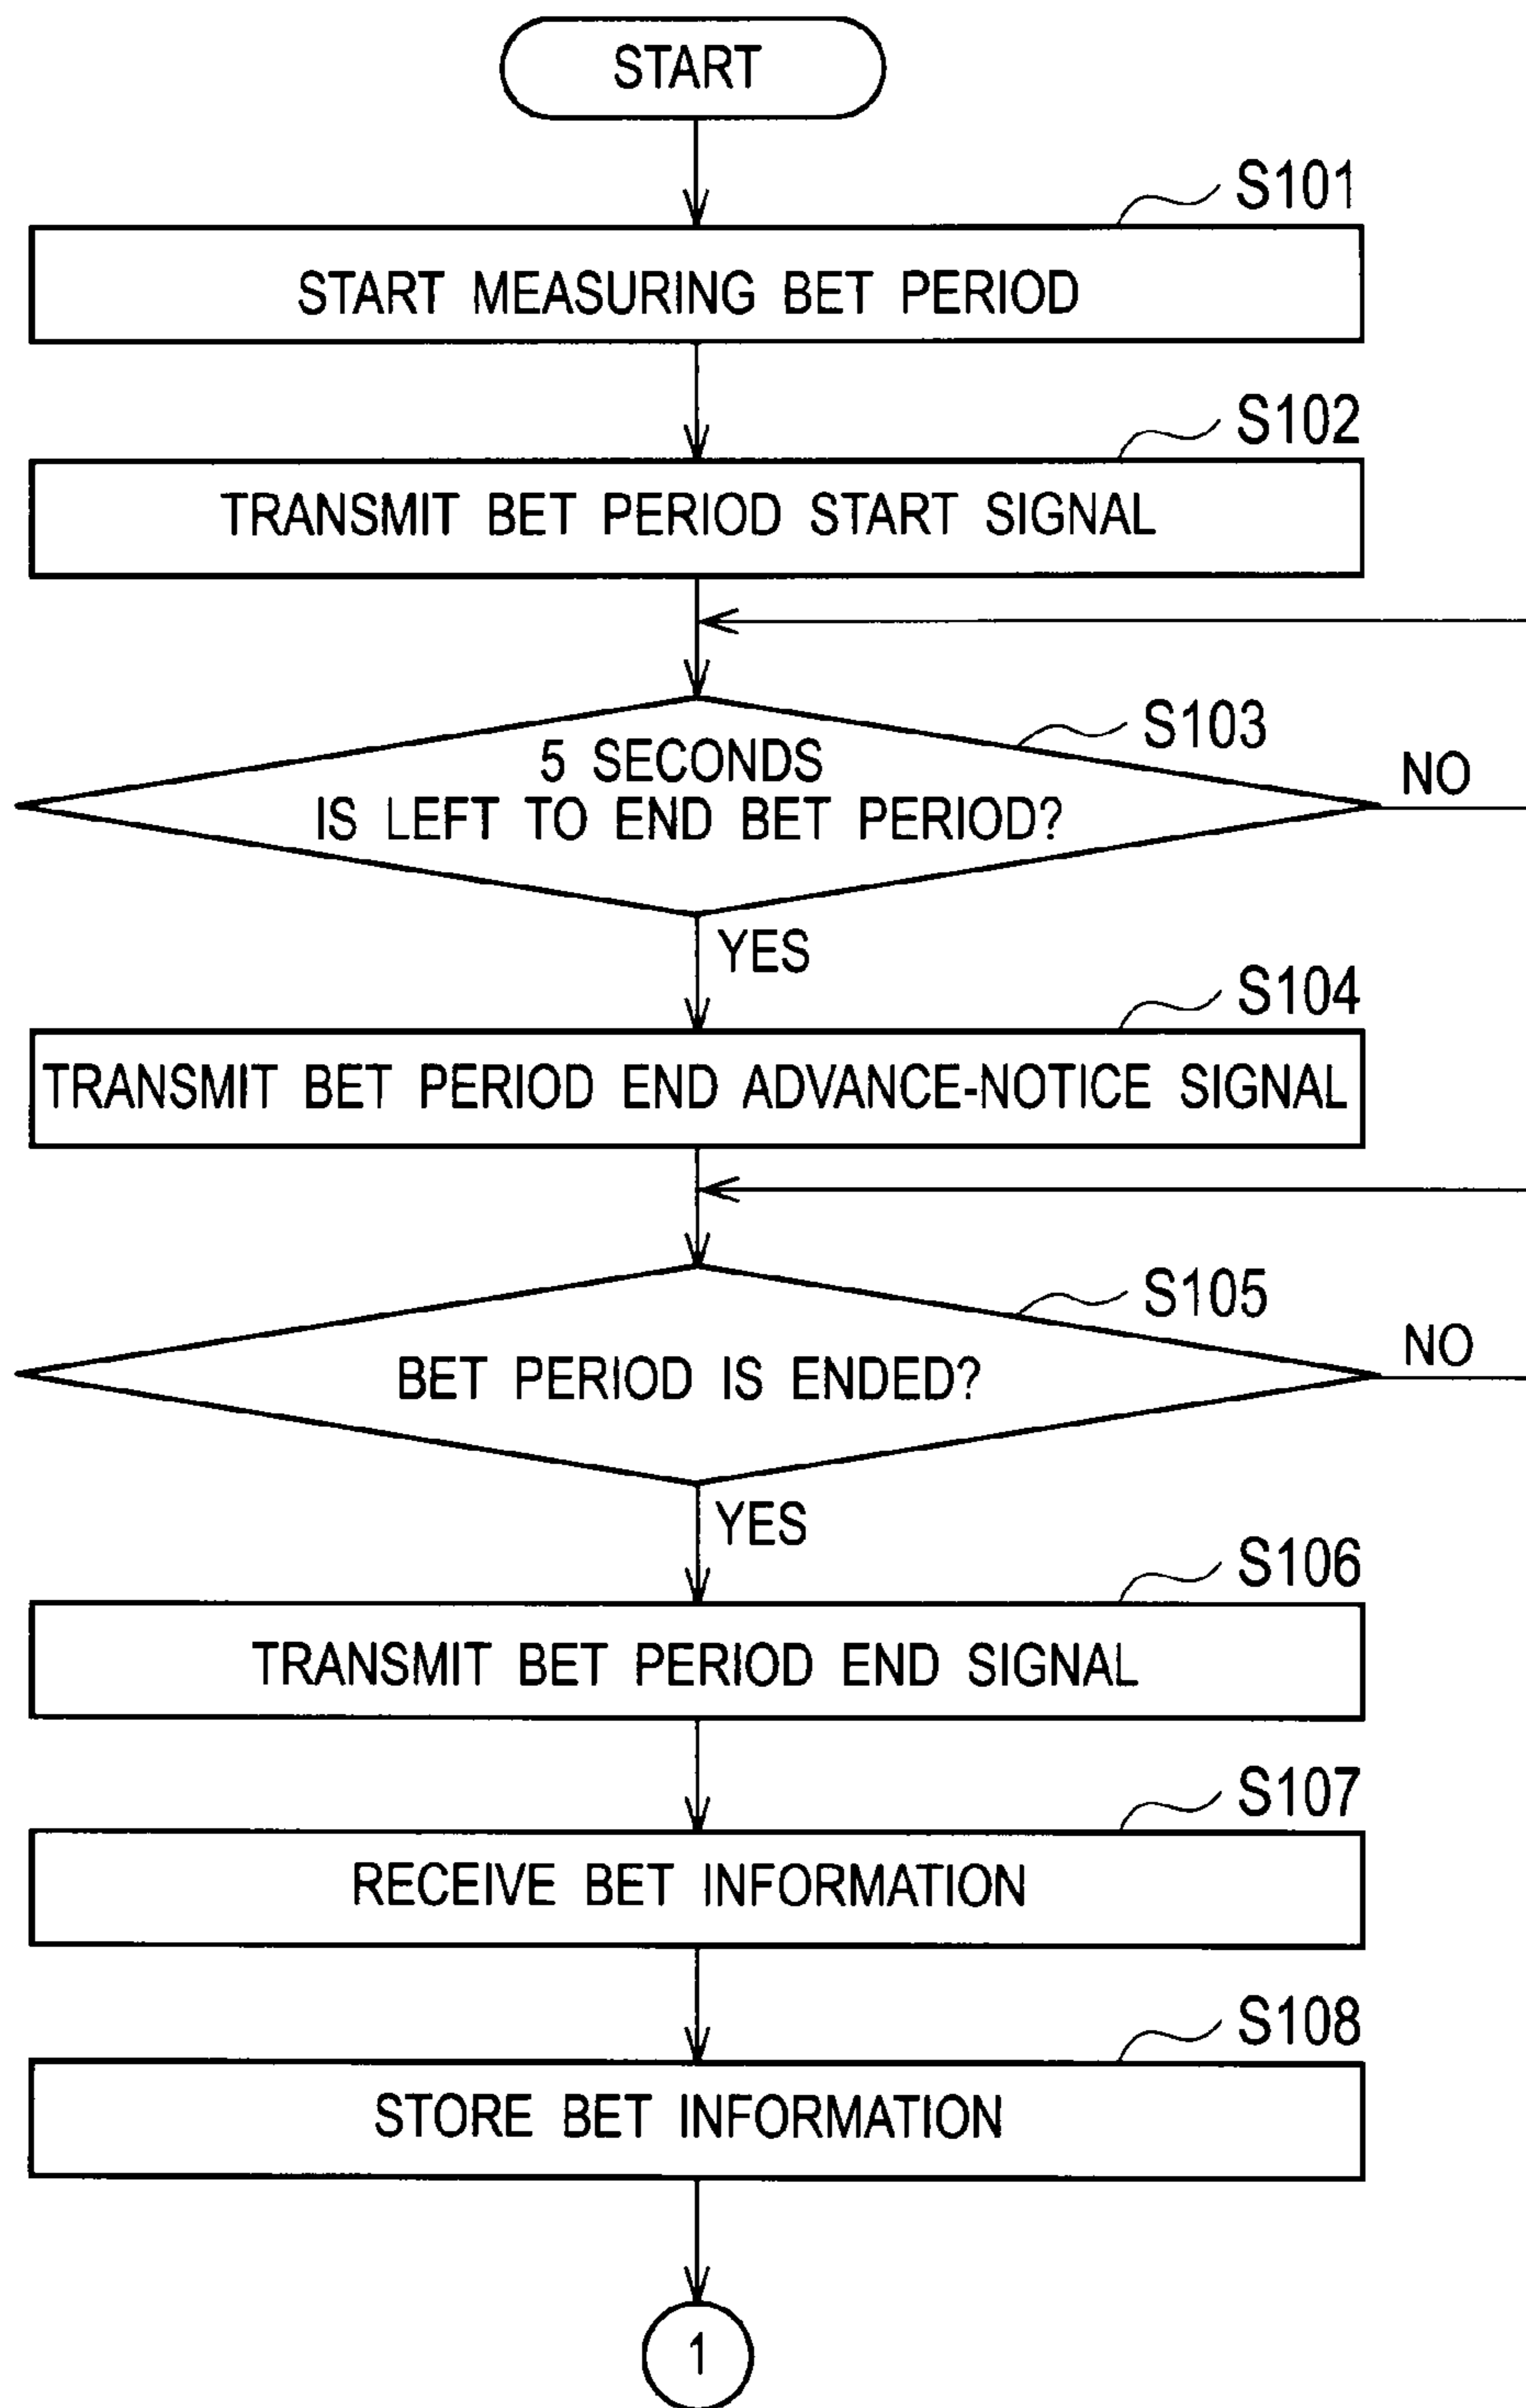 START
S101
START MEASURING BET PERIOD
S102
TRANSMIT BET PERIOD START SIGNAL
S103
5 SECONDS
IS LEFT TO END BET PERIOD?
NO
YES
S104
TRANSMIT BET PERIOD END ADVANCE-NOTICE SIGNAL
S105
BET PERIOD IS ENDED?
NO
YES
S106
TRANSMIT BET PERIOD END SIGNAL
S107
RECEIVE BET INFORMATION
S108
STORE BET INFORMATION
1